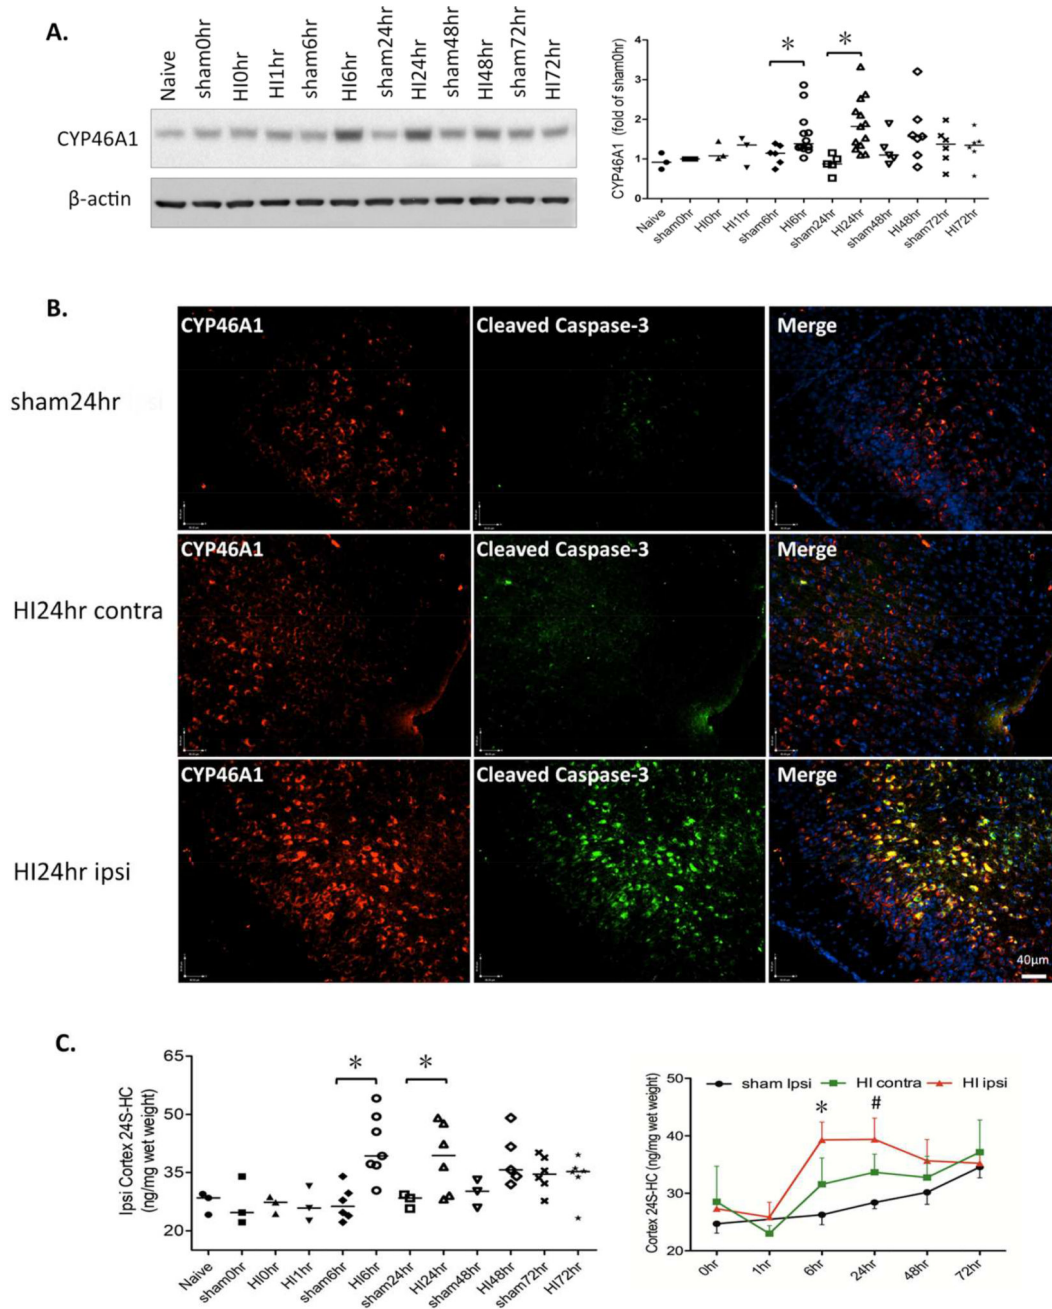 A.
Naive
sham0hr
HI0hr
HI1hr
sham6hr
HI6hr
sham24hr
HI24hr
sham48hr
HI48hr
sham72hr
HI72hr
CYP46A1
β-actin
CYP46A1 (fold of sham0hr)
4
3
2
1
0
*
*
Naive
sham0hr
HI0hr
HI1hr
sham6hr
HI6hr
sham24hr
HI24hr
sham48hr
HI48hr
sham72hr
HI72hr
B.
CYP46A1
Cleaved Caspase-3
Merge
sham24hr
CYP46A1
Cleaved Caspase-3
Merge
HI24hr contra
CYP46A1
Cleaved Caspase-3
Merge
HI24hr ipsi
40μm
C.
Ipsi Cortex 24S-HC
(ng/mg wet weight)
65
50
35
20
*
*
Naive
sham0hr
HI0hr
HI1hr
sham6hr
HI6hr
sham24hr
HI24hr
sham48hr
HI48hr
sham72hr
HI72hr
Cortex 24S-HC (ng/mg wet weight)
50
40
30
20
sham Ipsi
HI contra
HI ipsi
*
#
0hr
1hr
6hr
24hr
48hr
72hr